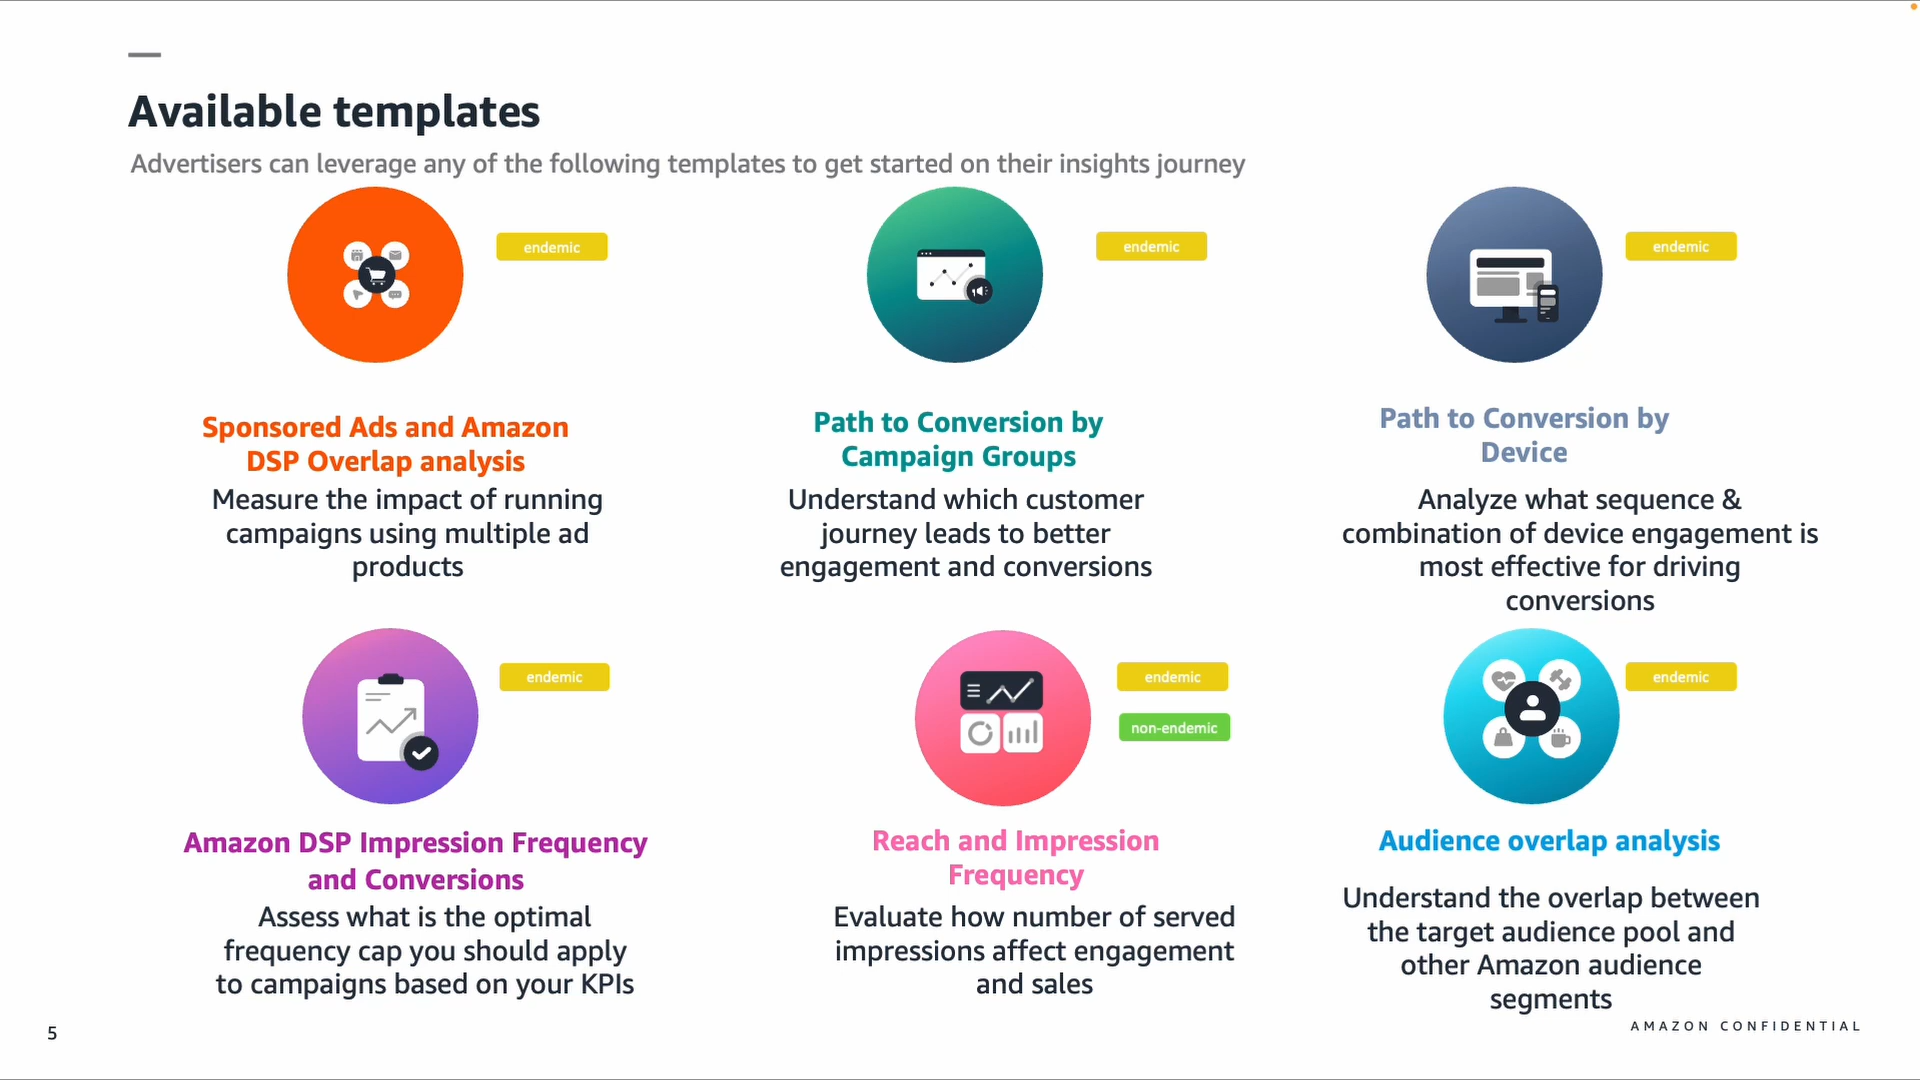 Available templates
Advertisers can leverage any of the following templates to get started on their insights journey
endemic
Sponsored Ads and Amazon
DSP Overlap analysis
Measure the impact of running
campaigns using multiple ad
products
endemic
Path to Conversion by
Campaign Groups
Understand which customer
journey leads to better
engagement and conversions
endemic
Path to Conversion by
Device
Analyze what sequence &
combination of device engagement is
most effective for driving
conversions
endemic
Amazon DSP Impression Frequency
and Conversions
Assess what is the optimal
frequency cap you should apply
to campaigns based on your KPIs
endemic
non-endemic
Reach and Impression
Frequency
Evaluate how number of served
impressions affect engagement
and sales
endemic
Audience overlap analysis
Understand the overlap between
the target audience pool and
other Amazon audience
segments
5
AMAZON CONFIDENTIAL